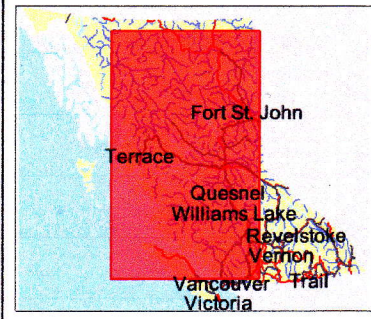 Fort St. John
Terrace
Quesnel
Williams Lake
Revelstoke
Vernon
Vancouver Trail
Victoria